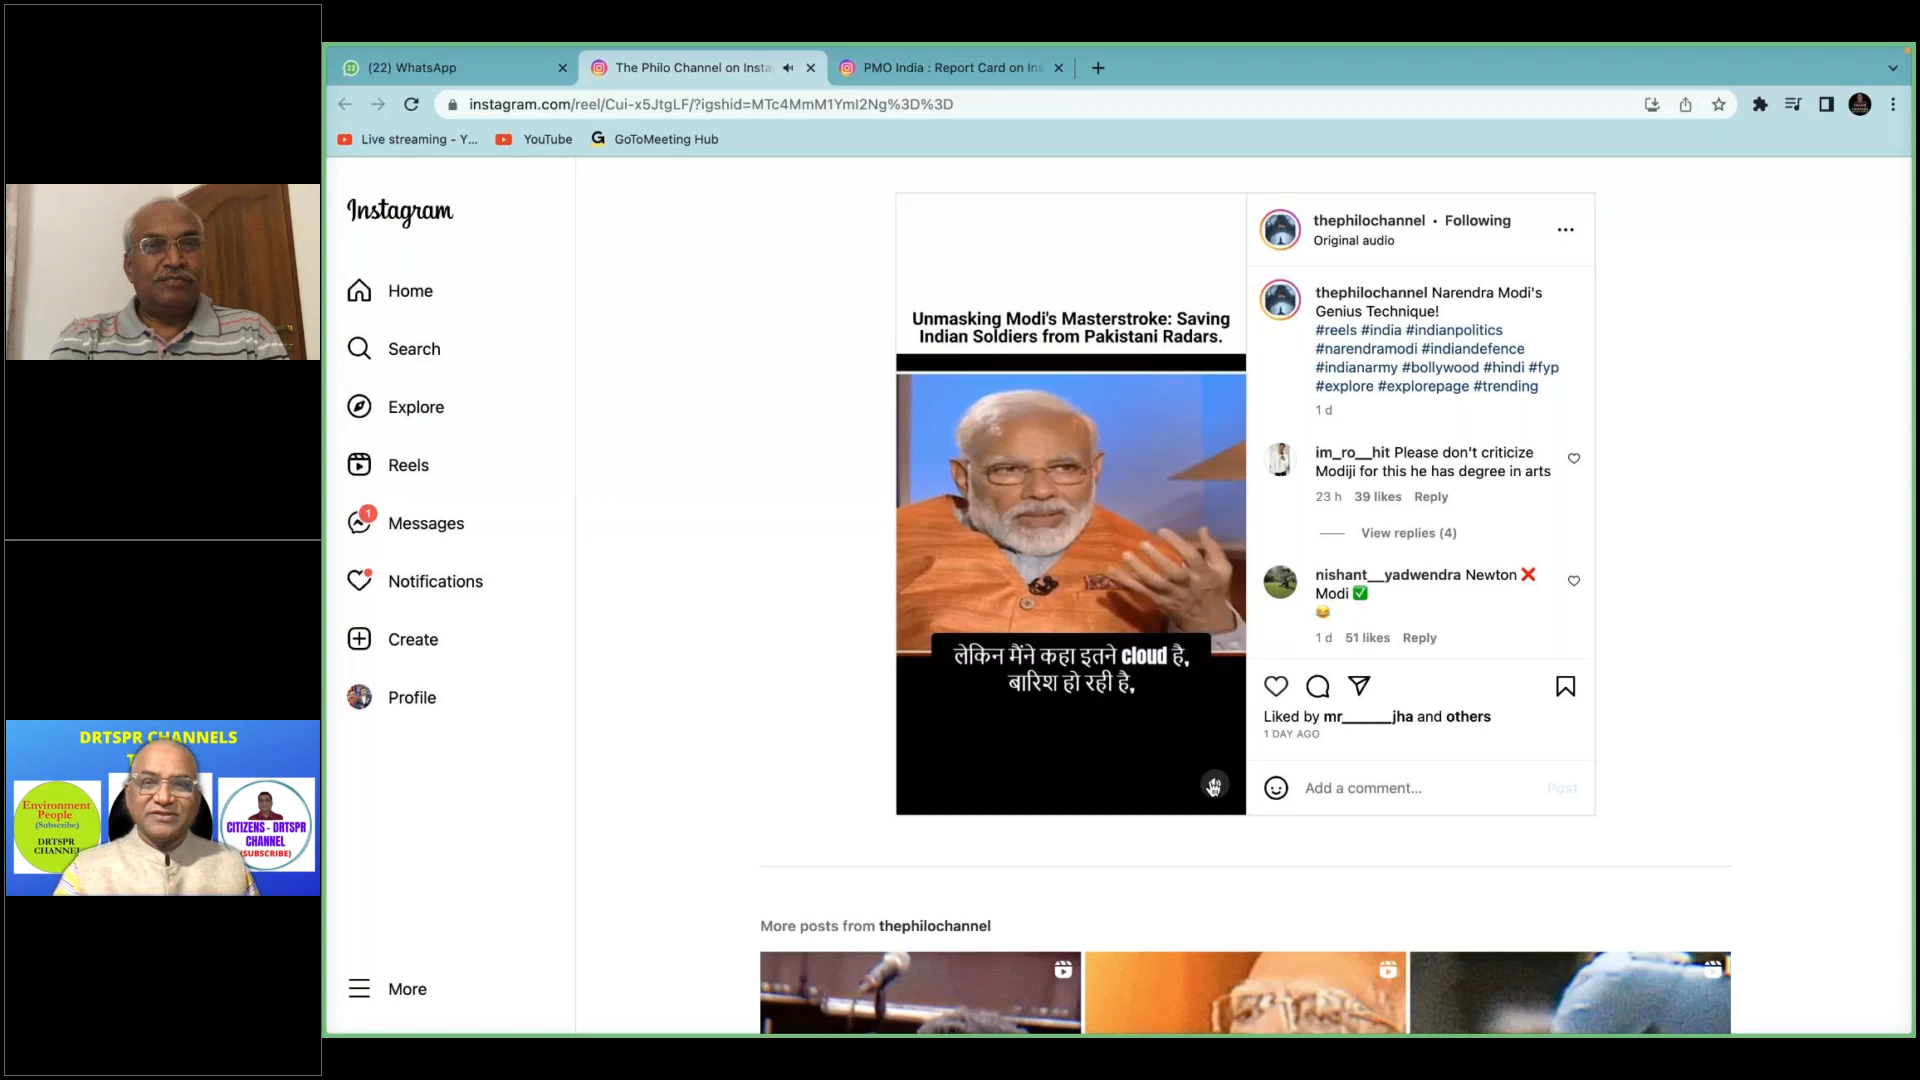 (22) WhatsApp
The Philo Channel on Insta
PMO India : Report Card on Ins
instagram.com/reel/Cui-x5JtgLF/?igshid=MTc4MmM1YmI2Ng%3D%3D
Live streaming - Y...
YouTube
GoToMeeting Hub
Instagram
Home
Search
Explore
Reels
1
Messages
Notifications
Create
Profile
More
Unmasking Modi's Masterstroke: Saving
Indian Soldiers from Pakistani Radars.
लेकिन मैंने कहा इतने cloud है,
बारिश हो रही है,
thephilochannel • Following
Original audio
thephilochannel Narendra Modi's
Genius Technique!
#reels #india #indianpolitics
#narendramodi #indiandefence
#indianarmy #bollywood #hindi #fyp
#explore #explorepage #trending
1 d
im_ro__hit Please don't criticize
Modiji for this he has degree in arts
23 h 39 likes Reply
View replies (4)
nishant__yadwendra Newton ❌
Modi ✅
😂
1 d 51 likes Reply
Liked by mr______jha and others
1 DAY AGO
Add a comment...
Post
More posts from thephilochannel
DRTSPR CHANNELS
Environment
People
(Subscribe)
DRTSPR
CHANNEL
CITIZENS - DRTSPR
CHANNEL
(SUBSCRIBE)